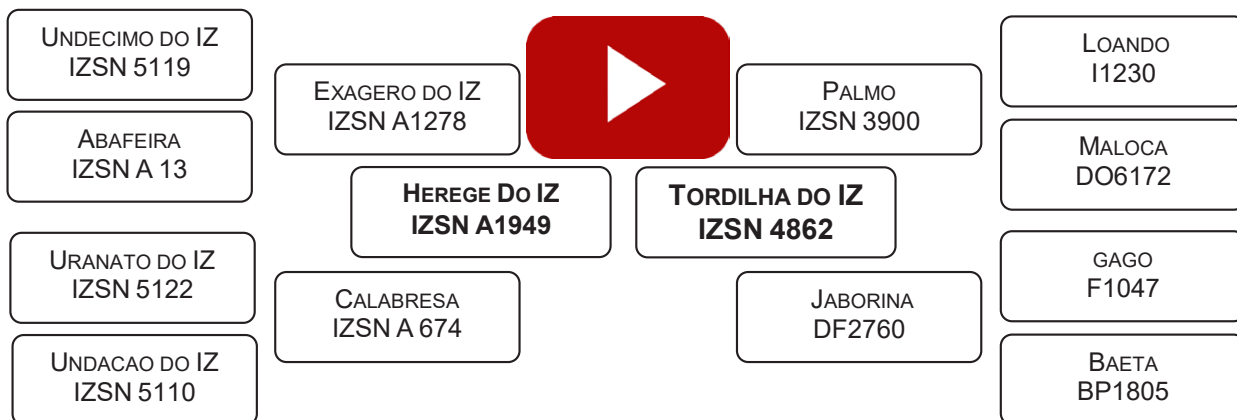 UNDECIMO DO IZ
IZSN 5119
ABAFEIRA
IZSN A 13
URANATO DO IZ
IZSN 5122
UNDACAO DO IZ
IZSN 5110
EXAGERO DO IZ
IZSN A1278
CALABRESA
IZSN A 674
HEREGE DO IZ
IZSN A1949
TORDILHA DO IZ
IZSN 4862
PALMO
IZSN 3900
JABORINA
DF2760
LOANDO
I1230
MALOCA
DO6172
GAGO
F1047
BAETA
BP1805